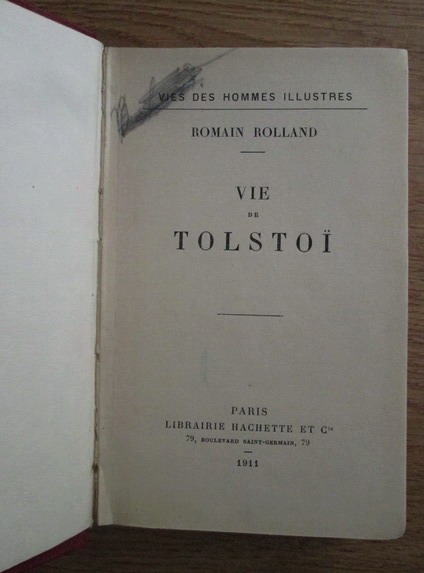 VIES DES HOMMES ILLUSTRES
ROMAIN ROLLAND
VIE
DE
TOLSTOÏ
PARIS
LIBRAIRIE HACHETTE ET Cie
79, BOULEVARD SAINT-GERMAIN, 79
1911